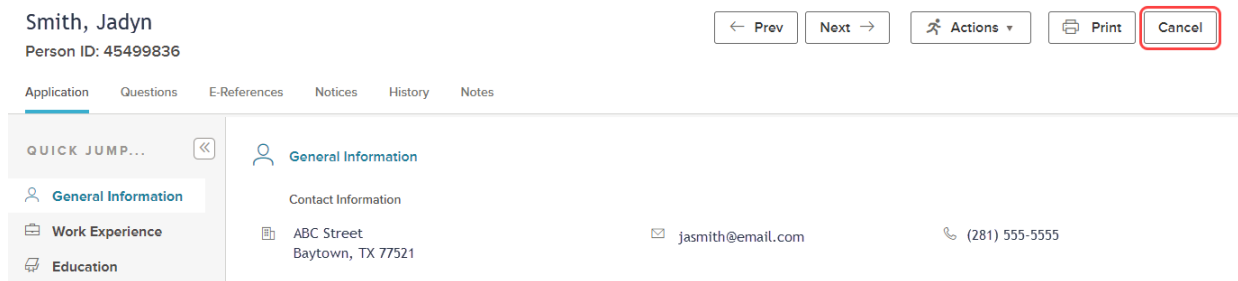 Smith, Jadyn
Person ID: 45499836
← Prev
Next →
Actions ▾
Print
Cancel
Application Questions E-References Notices History Notes
QUICK JUMP...
General Information
Work Experience
Education
General Information
Contact Information
ABC Street
Baytown, TX 77521
jasmith@email.com
(281) 555-5555